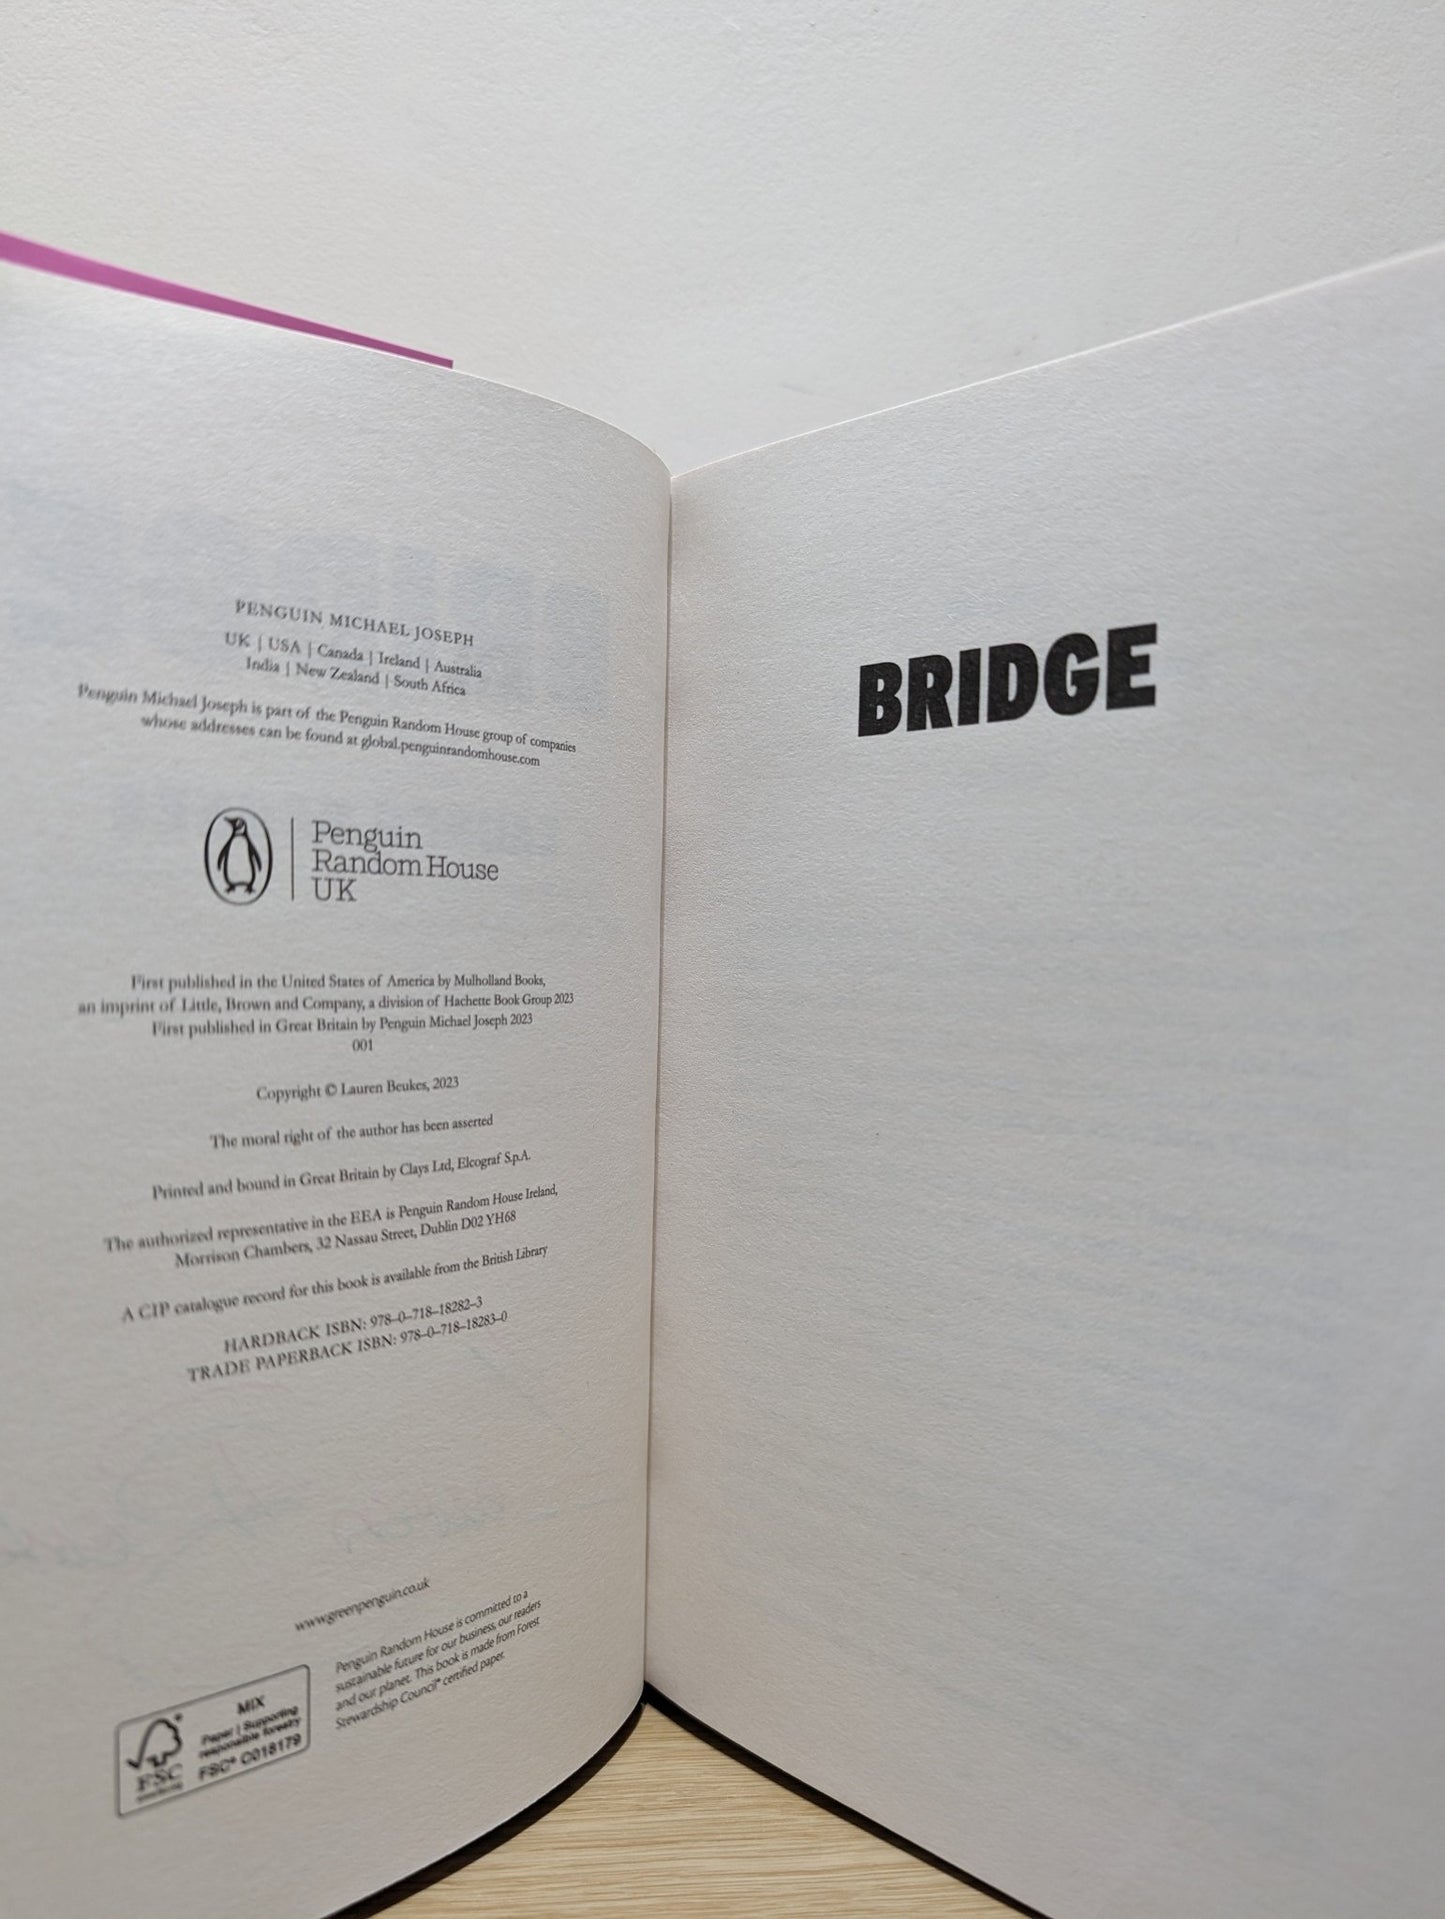 PENGUIN MICHAEL JOSEPH
UK | USA | Canada | Ireland | Australia
India | New Zealand | South Africa
Penguin Michael Joseph is part of the Penguin Random House group of companies
whose addresses can be found at global.penguinrandomhouse.com
Penguin
Random House
UK
First published in the United States of America by Mulholland Books,
an imprint of Little, Brown and Company, a division of Hachette Book Group 2023
First published in Great Britain by Penguin Michael Joseph 2023
001
Copyright © Lauren Beukes, 2023
The moral right of the author has been asserted
Printed and bound in Great Britain by Clays Ltd, Elcograf S.p.A.
The authorized representative in the EEA is Penguin Random House Ireland,
Morrison Chambers, 32 Nassau Street, Dublin D02 YH68
A CIP catalogue record for this book is available from the British Library
HARDBACK ISBN: 978–0–718–18282–3
TRADE PAPERBACK ISBN: 978–0–718–18283–0
www.greenpenguin.co.uk
MIX
Paper | Supporting
responsible forestry
FSC® C018179
FSC
Penguin Random House is committed to a
sustainable future for our business, our readers
and our planet. This book is made from Forest
Stewardship Council® certified paper.
BRIDGE